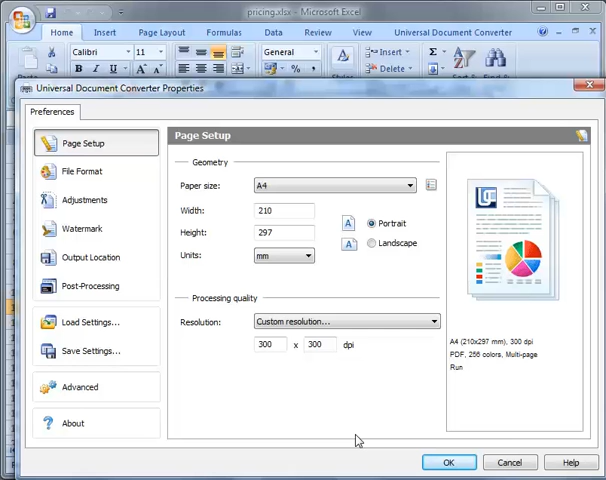 pricing.xlsx - Microsoft Excel
Home Insert Page Layout Formulas Data Review View Universal Document Converter
Calibri 11 General Insert Σ
Paste B I U A A % Styles Delete Sort & Find &
Universal Document Converter Properties
Preferences
Page Setup
File Format
Adjustments
Watermark
Output Location
Post-Processing
Load Settings...
Save Settings...
Advanced
? About
Page Setup
Geometry
Paper size: A4
Width: 210
Height: 297
Units: mm
A Portrait
A Landscape
Processing quality
Resolution: Custom resolution...
300 x 300 dpi
A4 (210x297 mm), 300 dpi
PDF, 256 colors, Multi-page
Run
OK Cancel Help